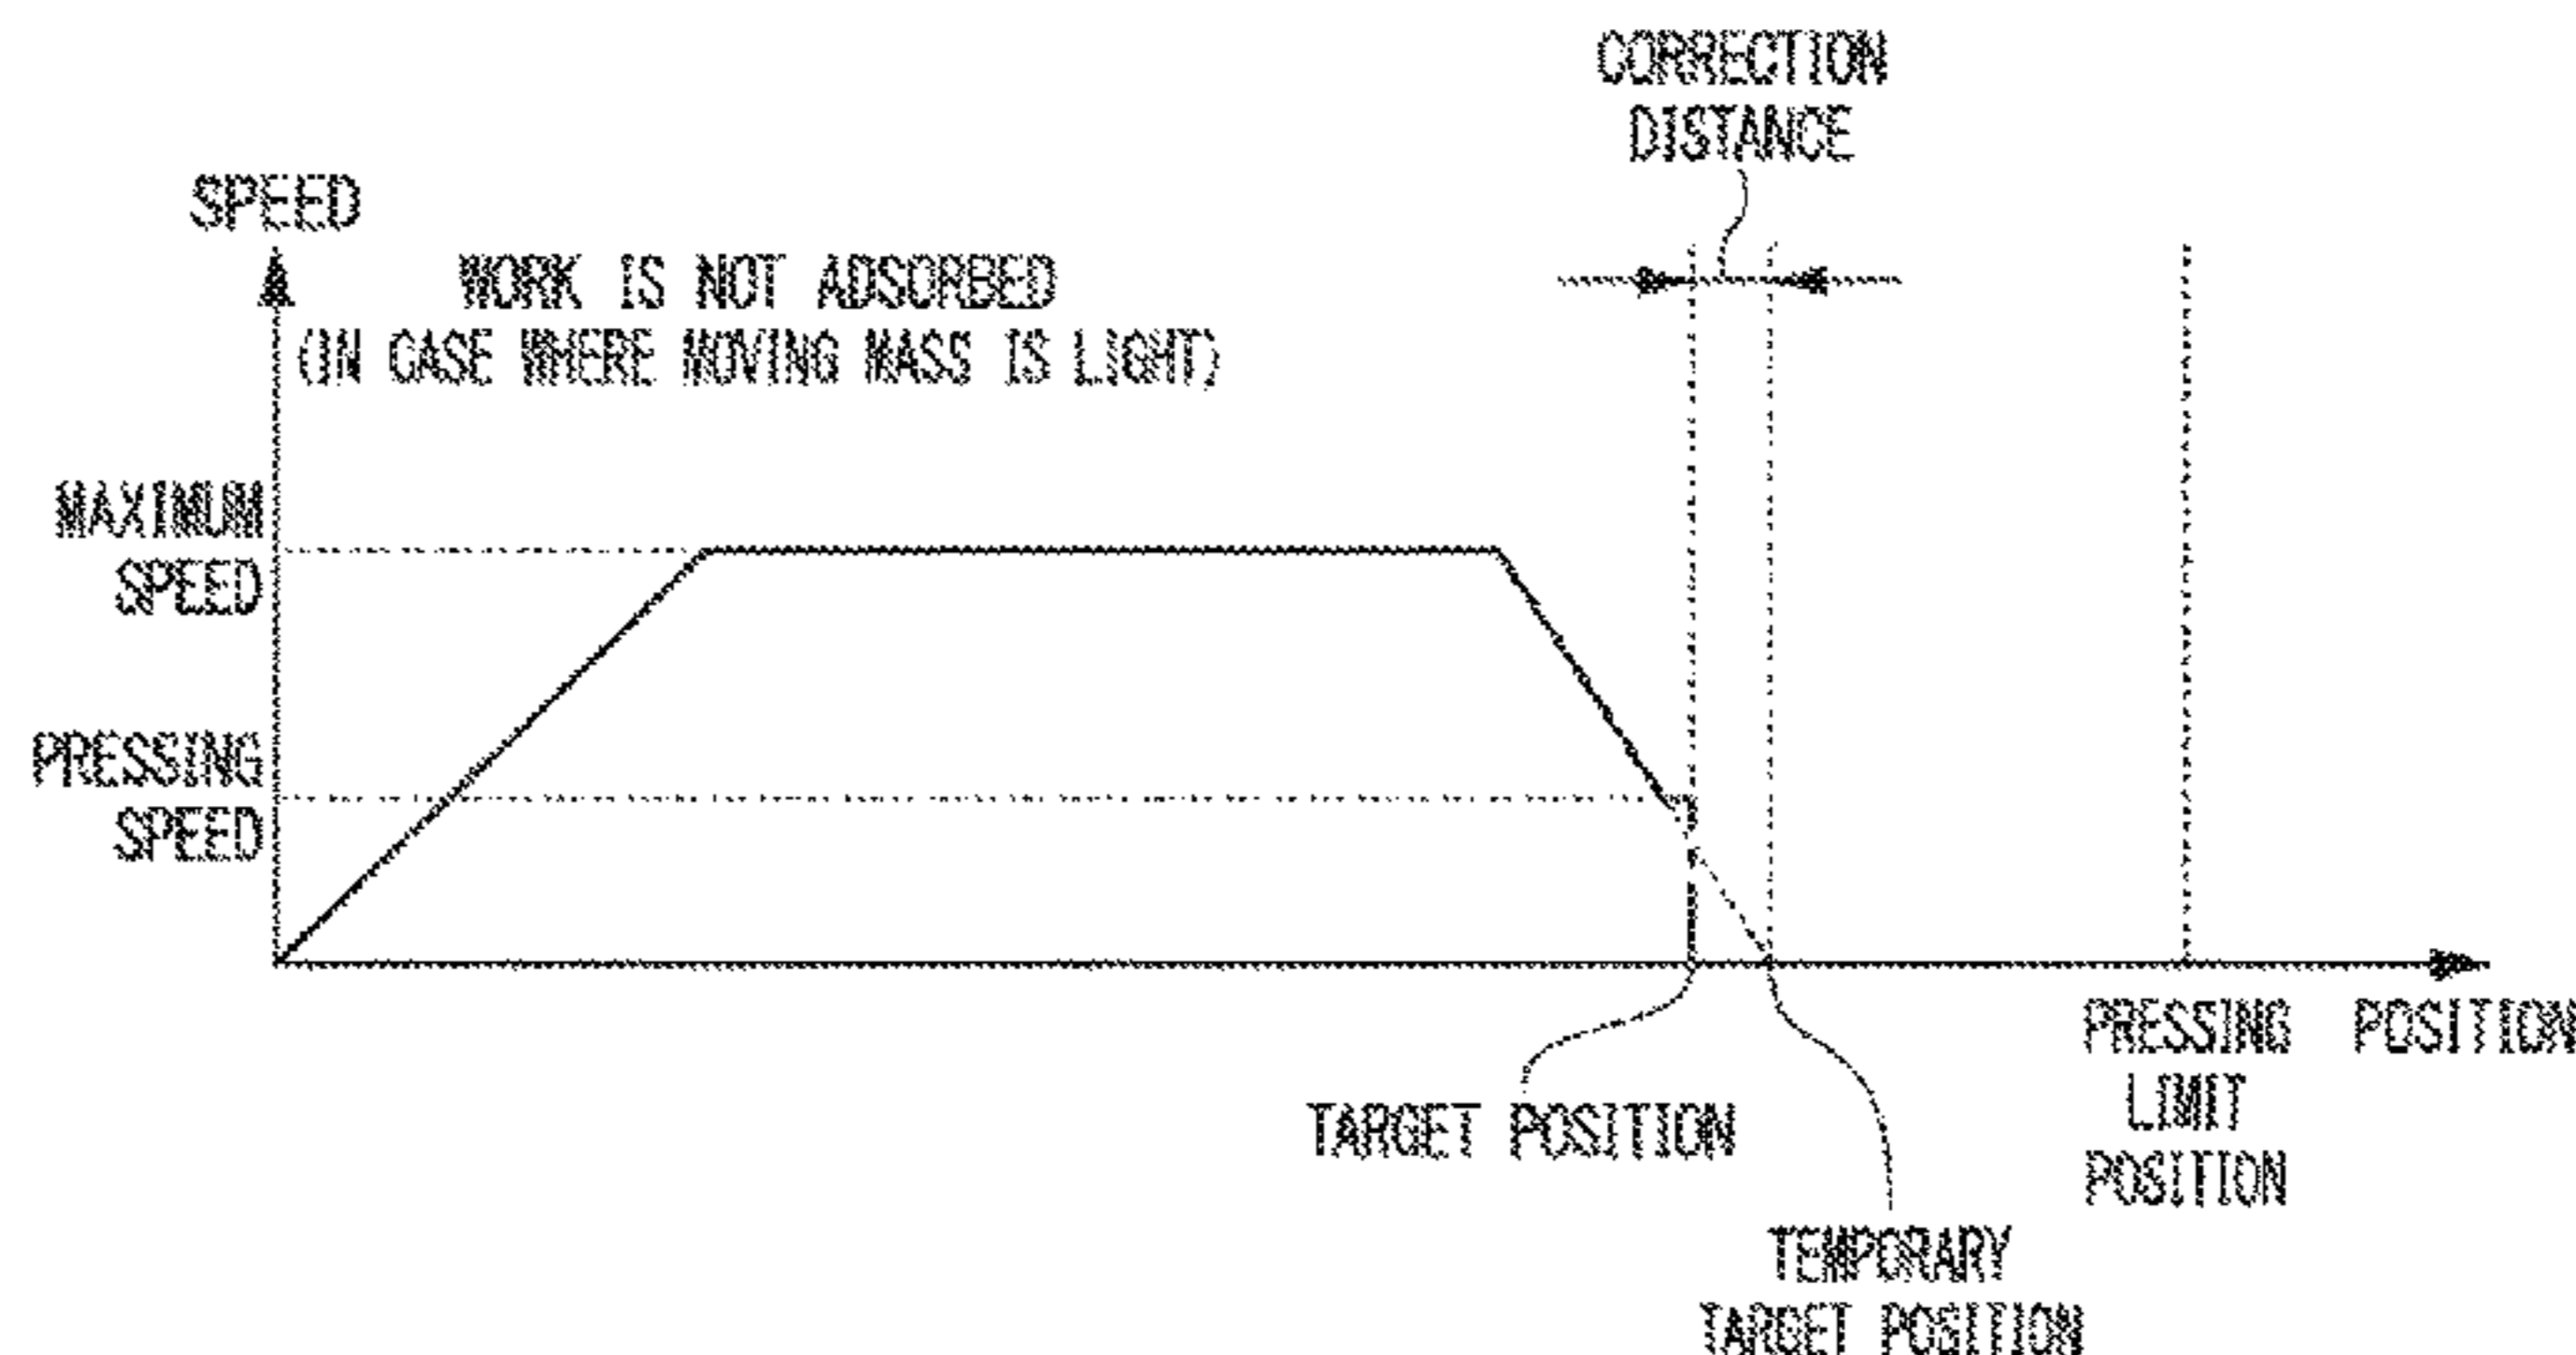 CORRECTION
DISTANCE
SPEED
WORK IS NOT ADSORBED
(IN CASE WHERE MOVING MASS IS LIGHT)
MAXIMUM
SPEED
PRESSING
SPEED
PRESSING
LIMIT
POSITION
POSITION
TARGET POSITION
TEMPORARY
TARGET POSITION